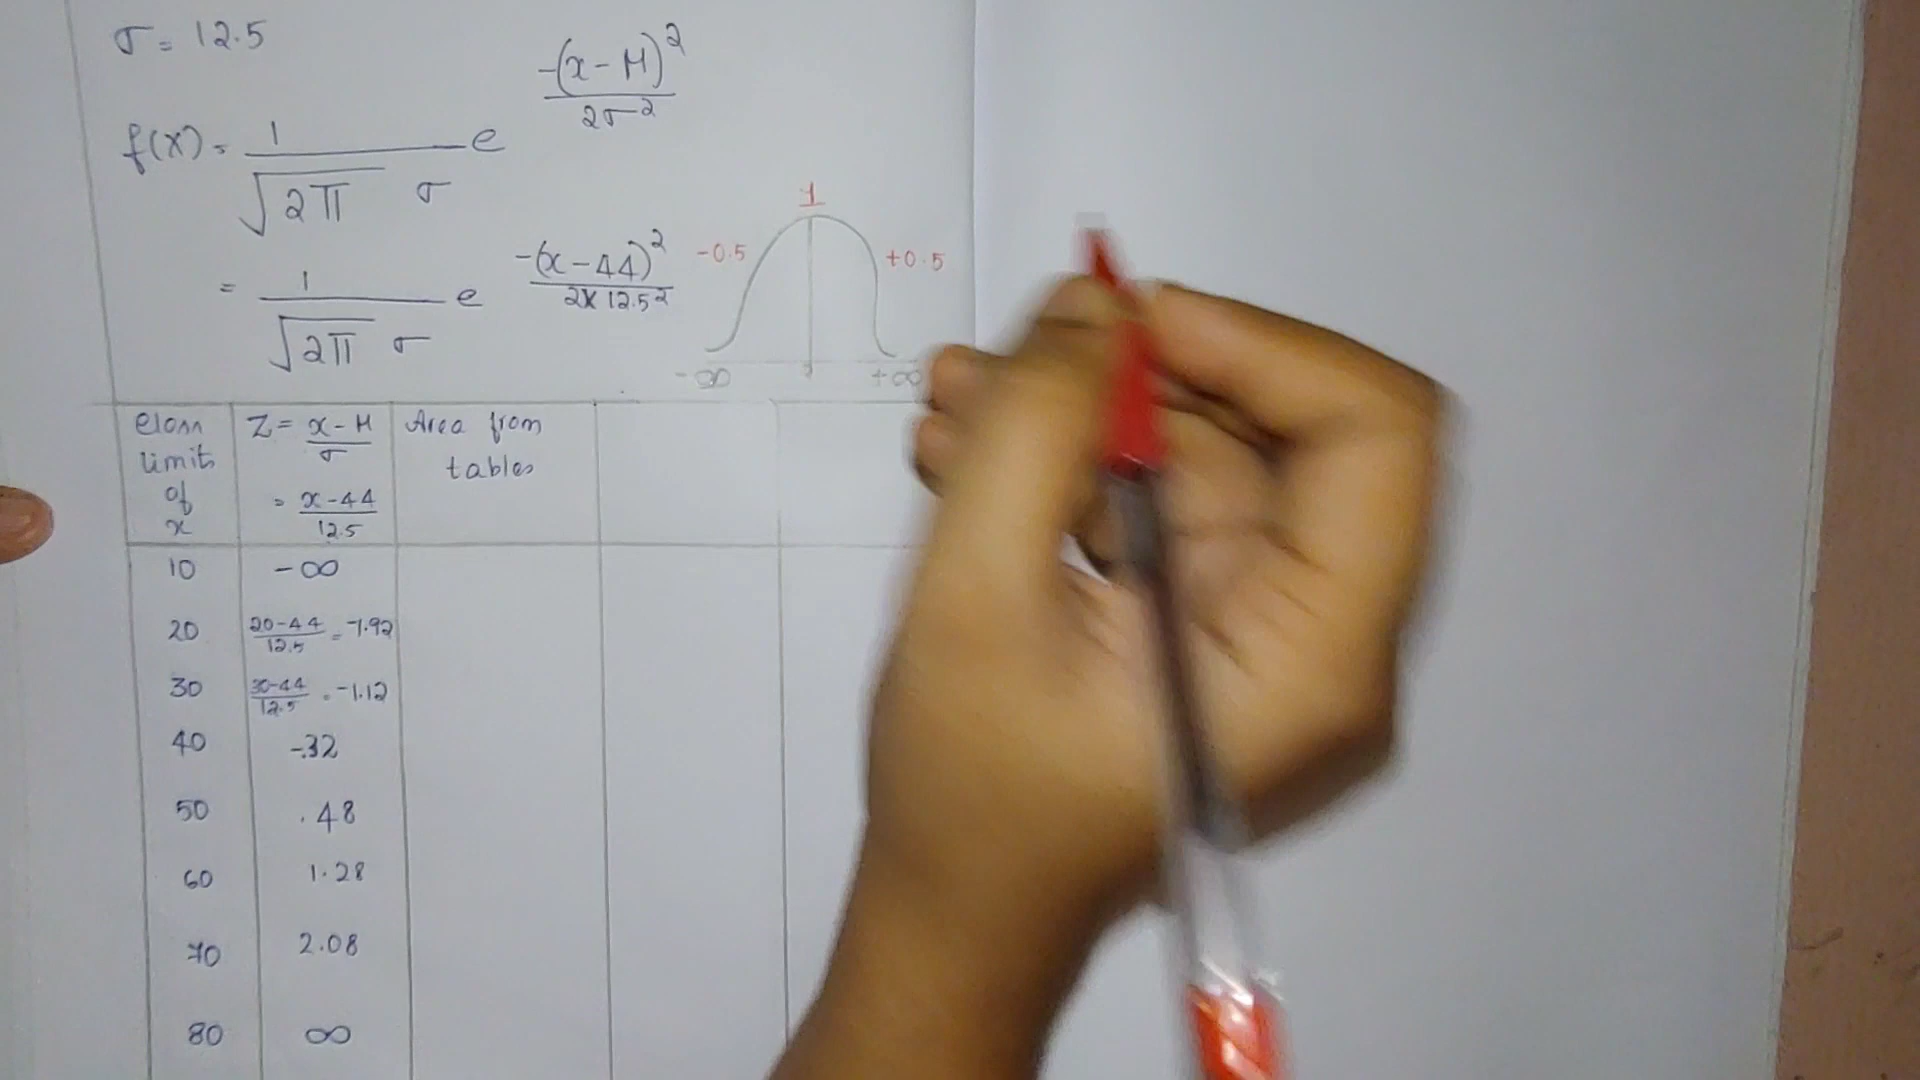 σ = 12.5
f(x) = 1 / √2π σ e -(x-μ)² / 2σ²
= 1 / √2π σ e -(x-44)² / 2x12.5²
1
-0.5 +0.5
-∞ +∞
class limits of x
Z = x-μ / σ
= x-44 / 12.5
Area from
tables
10 -∞
20 20-44 / 12.5 = -1.92
30 30-44 / 12.5 = -1.12
40 -.32
50 .48
60 1.28
70 2.08
80 ∞